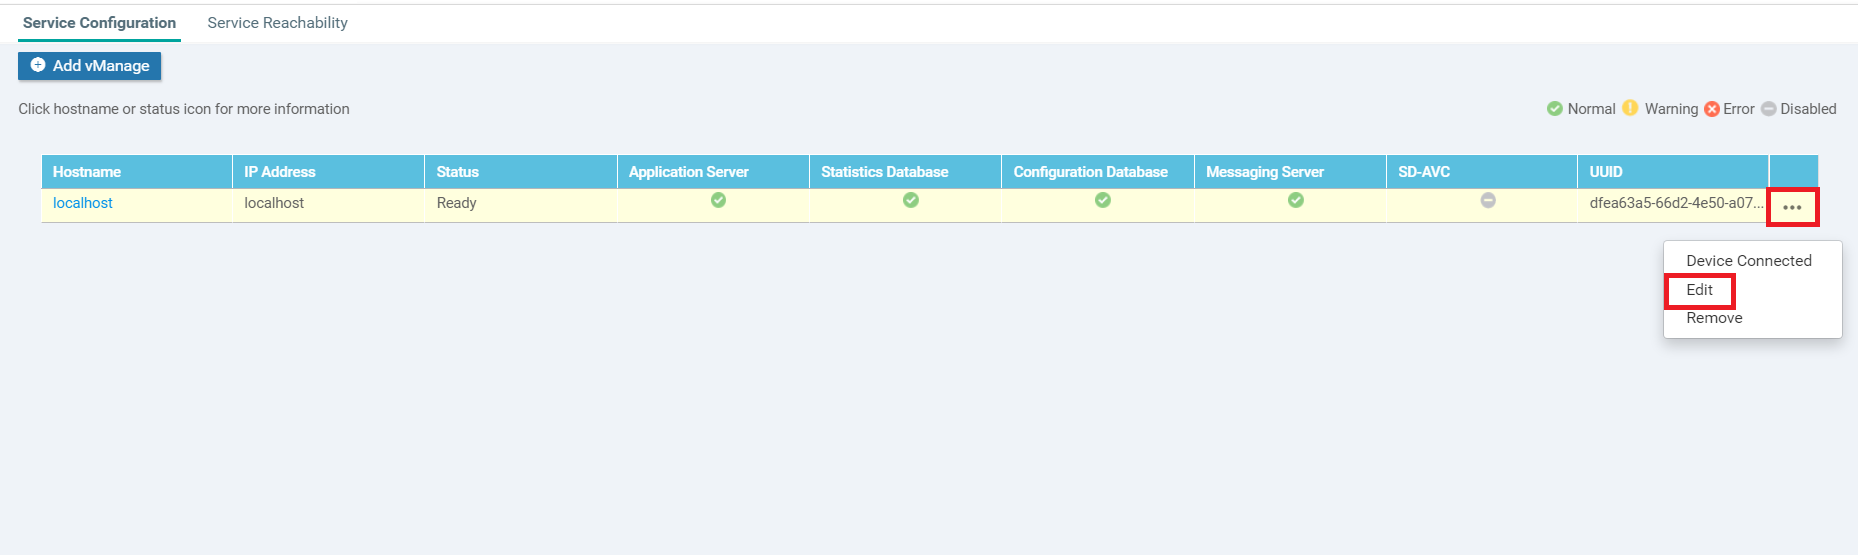 Service Configuration Service Reachability
Add vManage
Click hostname or status icon for more information Normal Warning Error Disabled
Hostname IP Address Status Application Server Statistics Database Configuration Database Messaging Server SD-AVC UUID
localhost localhost Ready dfea63a5-66d2-4e50-a07...
Device Connected
Edit
Remove